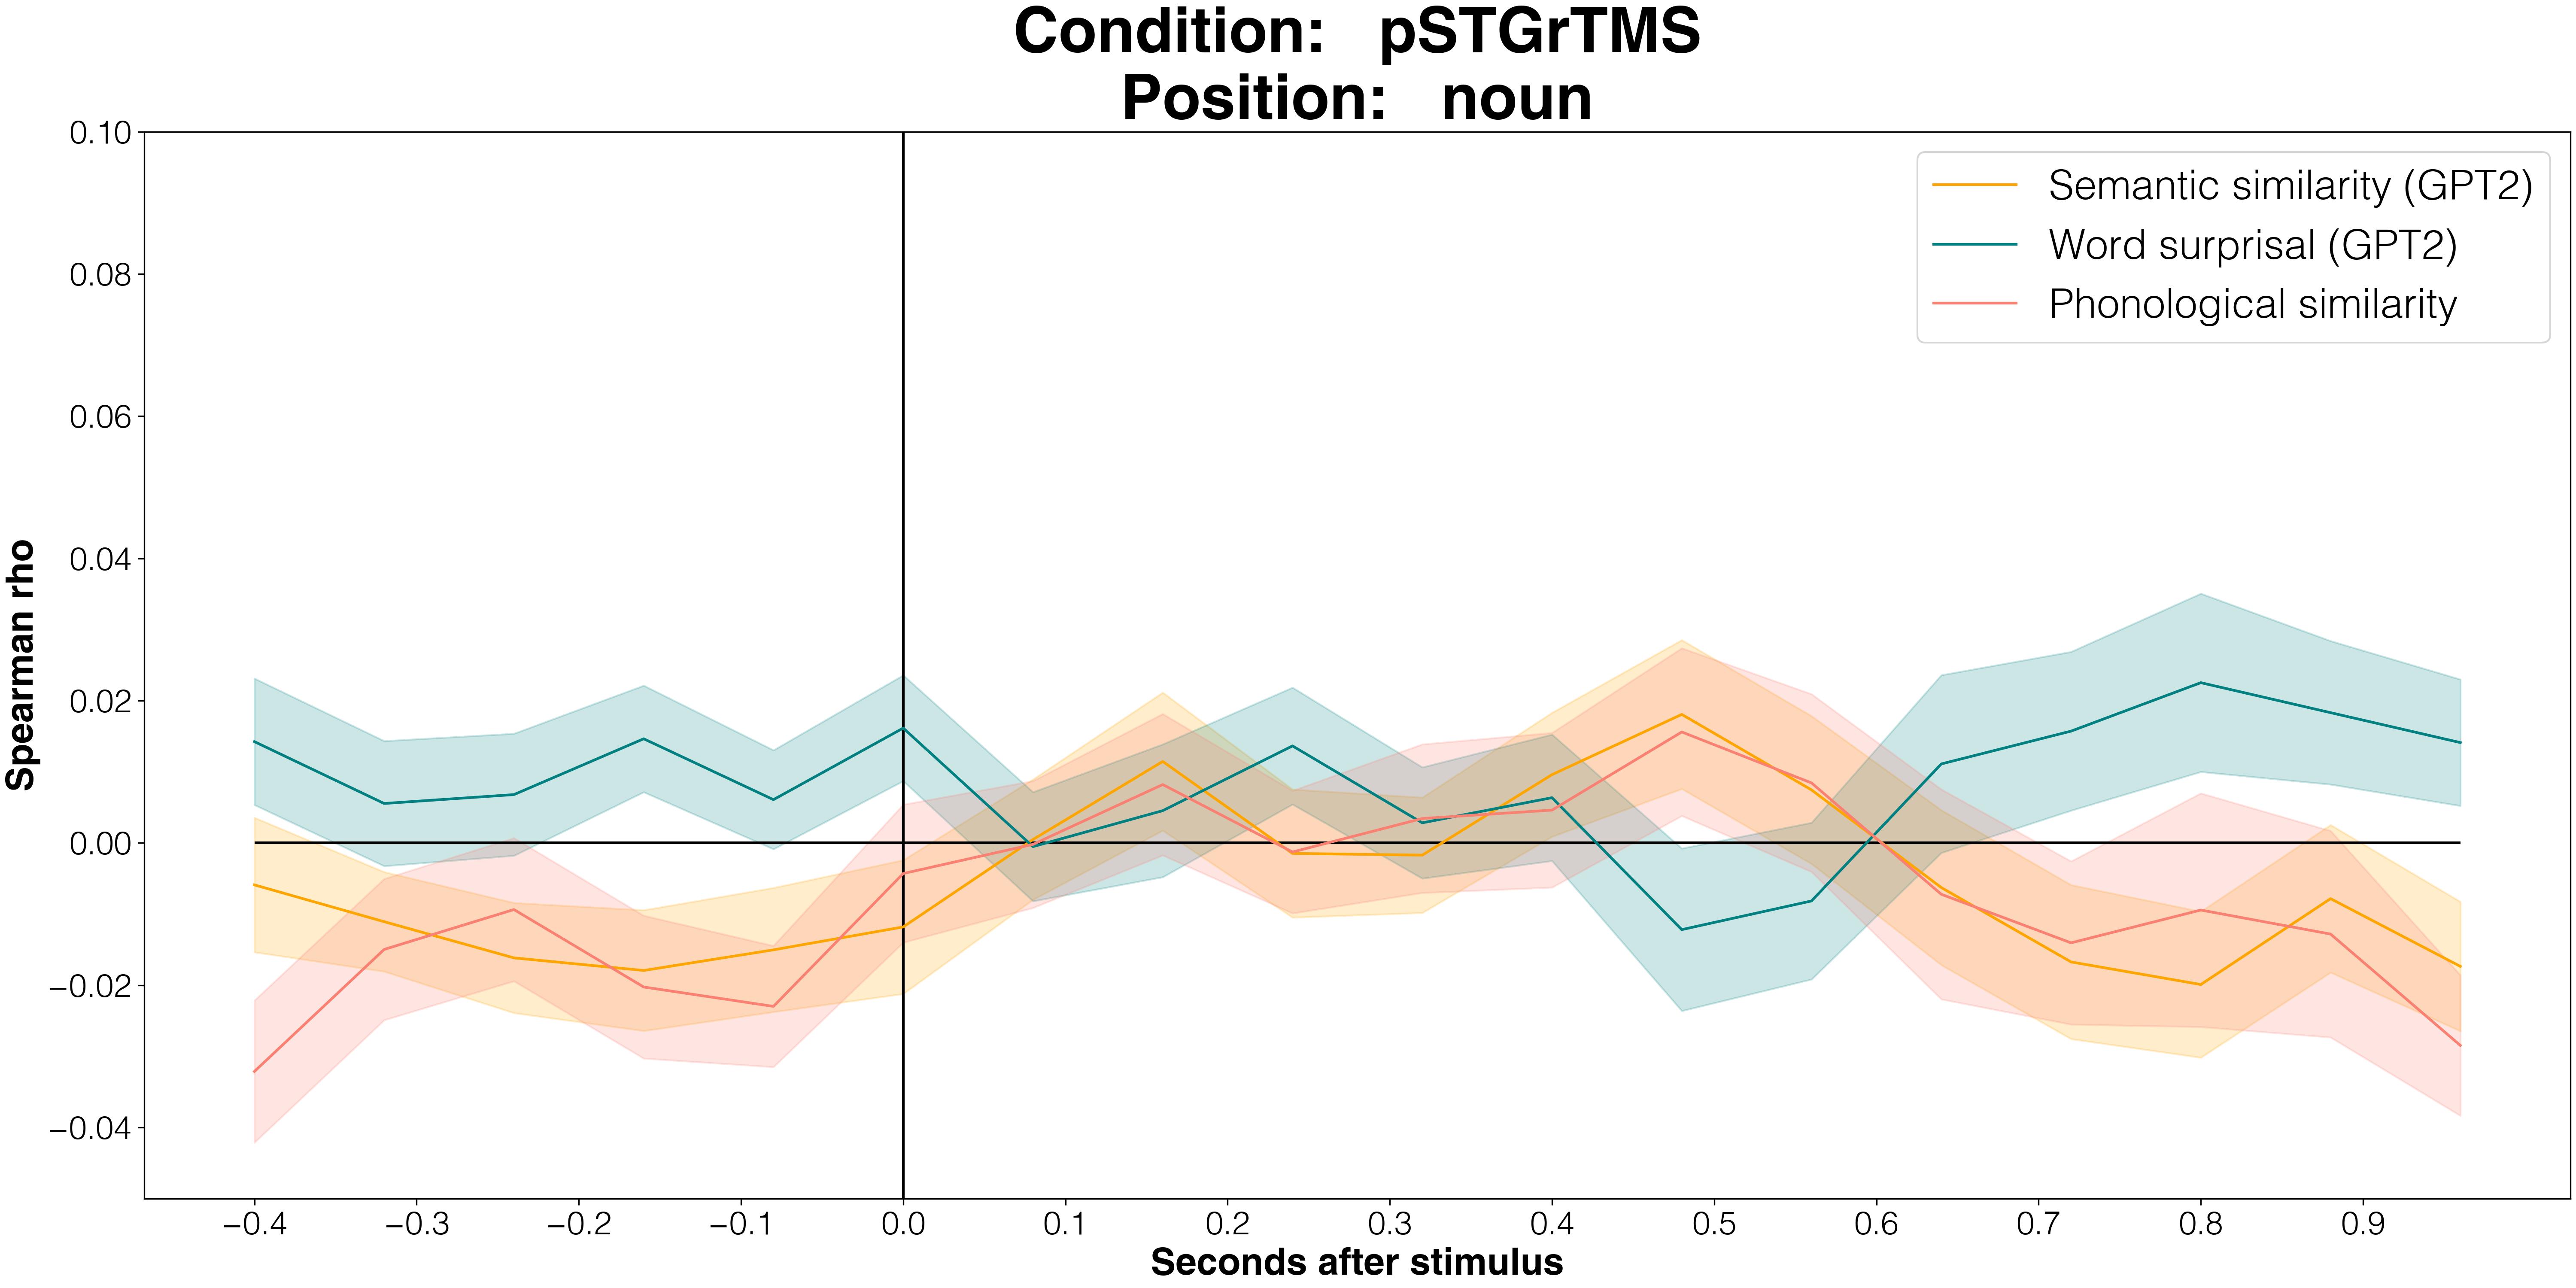 Condition: pSTGrTMS
Position: noun
0.10
0.08
0.06
0.04
0.02
0.00
−0.02
−0.04
Spearman rho
Semantic similarity (GPT2)
Word surprisal (GPT2)
Phonological similarity
−0.4 −0.3 −0.2 −0.1 0.0 0.1 0.2 0.3 0.4 0.5 0.6 0.7 0.8 0.9
Seconds after stimulus